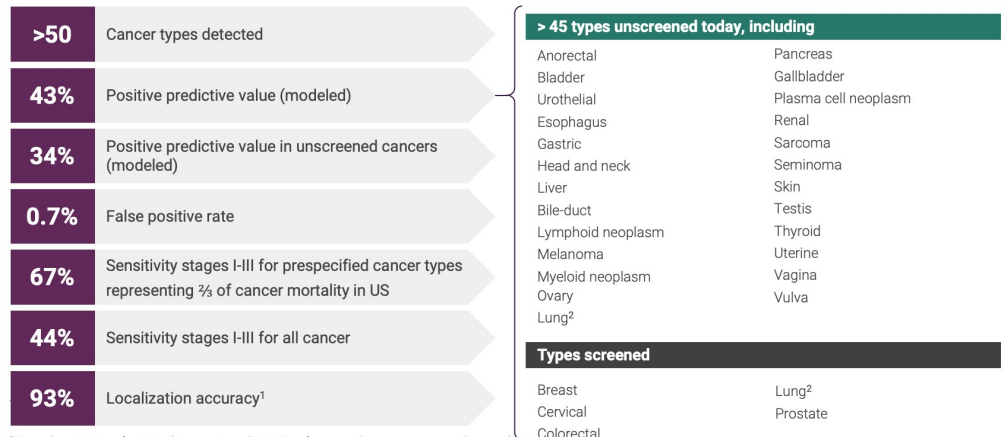 >50
Cancer types detected
43%
Positive predictive value (modeled)
34%
Positive predictive value in unscreened cancers
(modeled)
0.7%
False positive rate
67%
Sensitivity stages I-III for prespecified cancer types
representing ⅔ of cancer mortality in US
44%
Sensitivity stages I-III for all cancer
93%
Localization accuracy¹
> 45 types unscreened today, including
Anorectal
Bladder
Urothelial
Esophagus
Gastric
Head and neck
Liver
Bile-duct
Lymphoid neoplasm
Melanoma
Myeloid neoplasm
Ovary
Lung²
Pancreas
Gallbladder
Plasma cell neoplasm
Renal
Sarcoma
Seminoma
Skin
Testis
Thyroid
Uterine
Vagina
Vulva
Types screened
Breast
Cervical
Colorectal
Lung²
Prostate